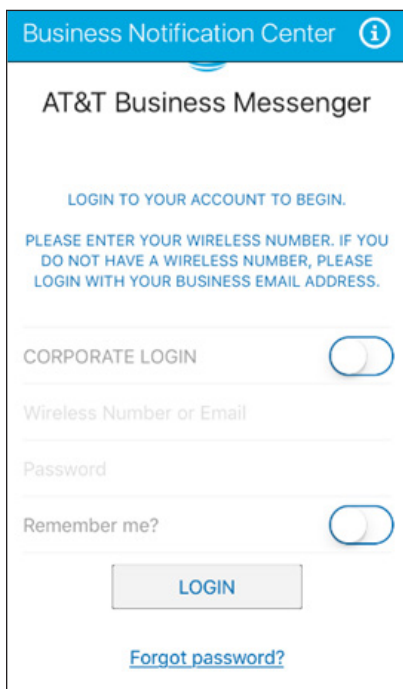 Business Notification Center
AT&T Business Messenger
LOGIN TO YOUR ACCOUNT TO BEGIN.
PLEASE ENTER YOUR WIRELESS NUMBER. IF YOU
DO NOT HAVE A WIRELESS NUMBER, PLEASE
LOGIN WITH YOUR BUSINESS EMAIL ADDRESS.
CORPORATE LOGIN
Wireless Number or Email
Password
Remember me?
LOGIN
Forgot password?